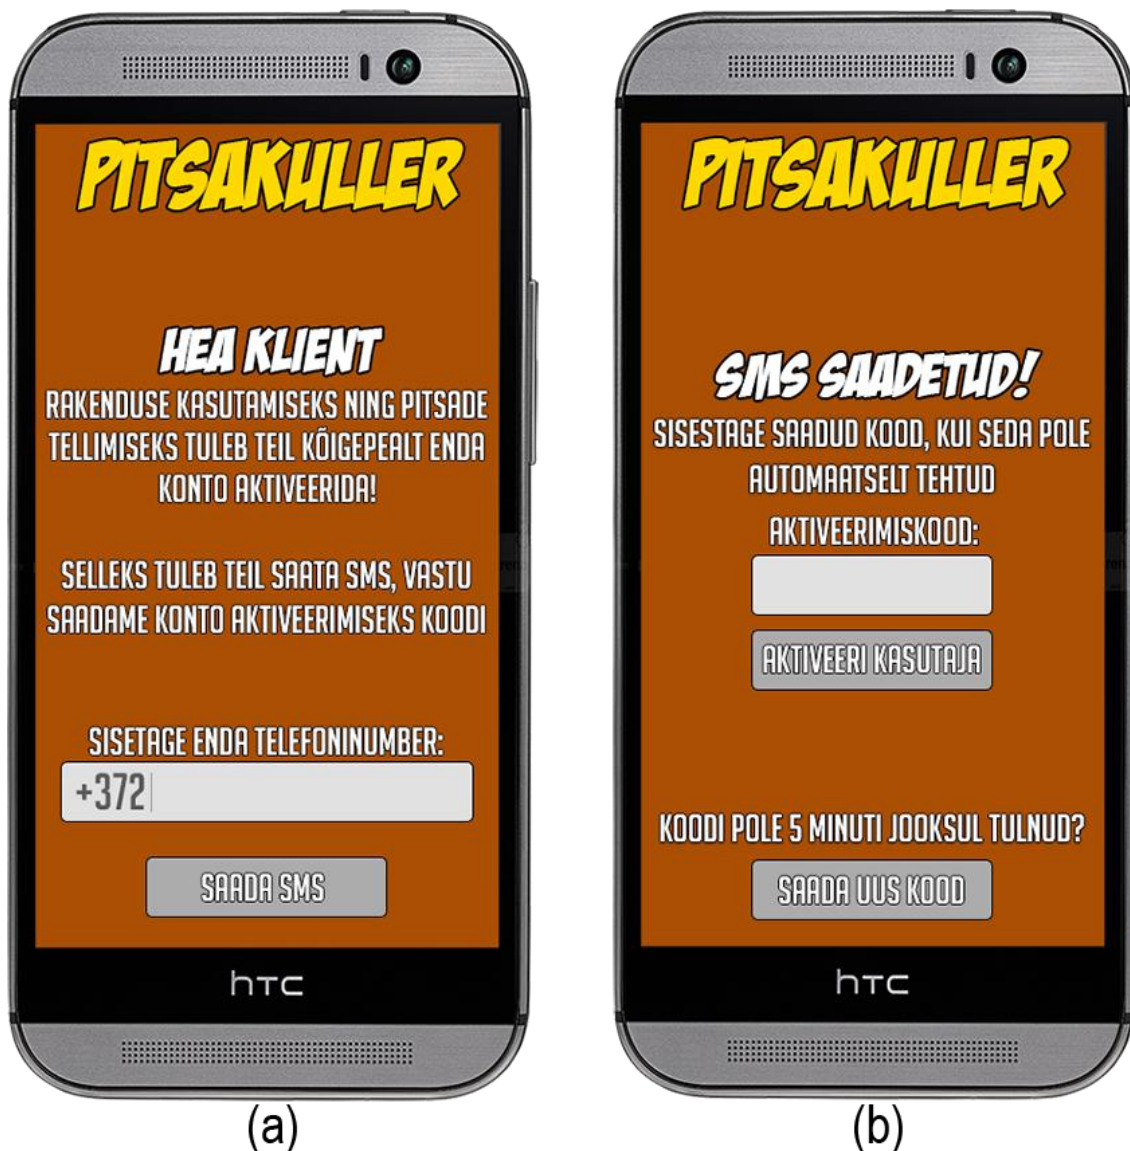 PITSAKULLER
HEA KLIENT
RAKENDUSE KASUTAMISEKS NING PITSADE
TELLIMISEKS TULEB TEIL KÕIGEPEALT ENDA
KONTO AKTIVEERIDA!
SELLEKS TULEB TEIL SAATA SMS, VASTU
SAADAME KONTO AKTIVEERIMISEKS KOODI
SISETAGE ENDA TELEFONINUMBER:
+372
SAADA SMS
hTC
(a)
PITSAKULLER
SMS SAADETUD!
SISESTAGE SAADUD KOOD, KUI SEDA POLE
AUTOMAATSELT TEHTUD
AKTIVEERIMISKOOD:
AKTIVEERI KASUTAJA
KOODI POLE 5 MINUTI JOOKSUL TULNUD?
SAADA UUS KOOD
hTC
(b)